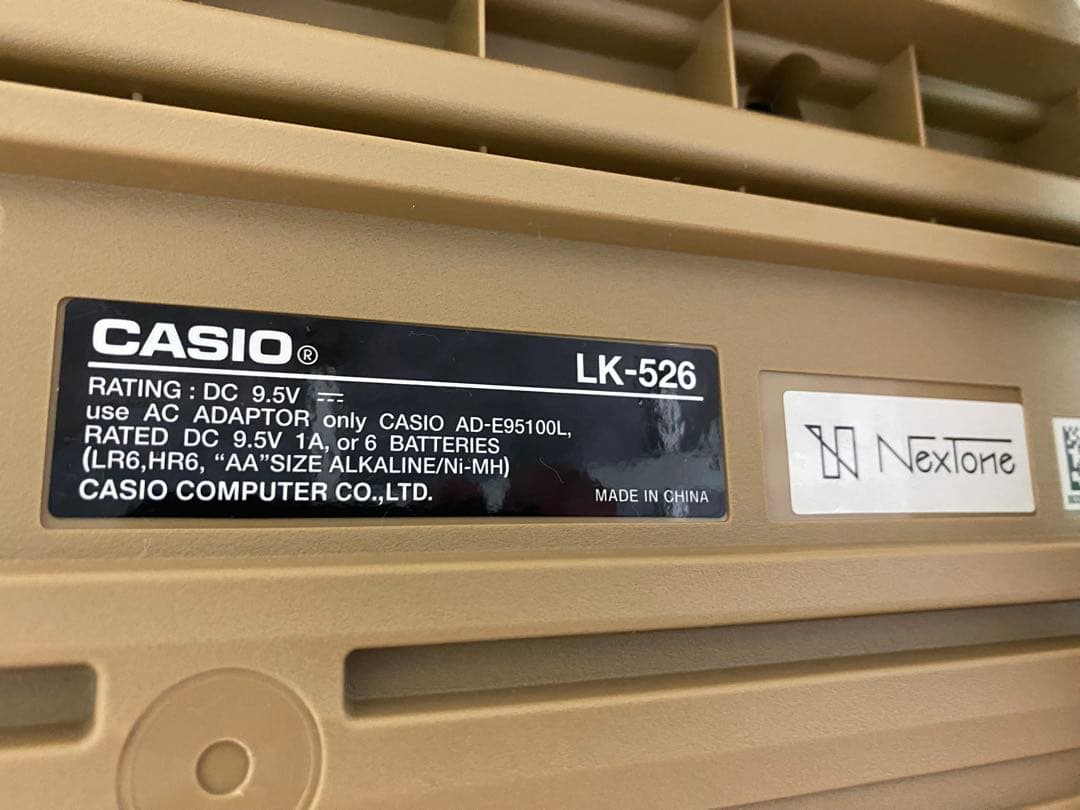 CASIO®
LK-526
RATING : DC 9.5V ⎓
use AC ADAPTOR only CASIO AD-E95100L,
RATED DC 9.5V 1A, or 6 BATTERIES
(LR6,HR6, “AA”SIZE ALKALINE/Ni-MH)
CASIO COMPUTER CO.,LTD.
MADE IN CHINA
NexTone